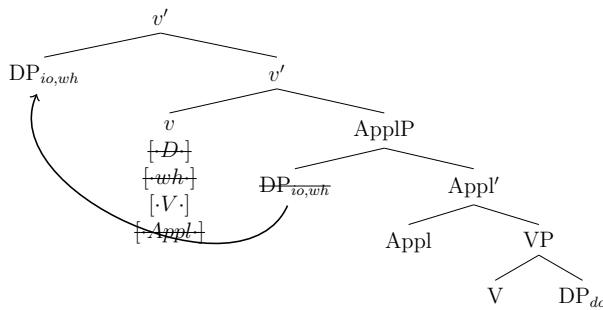 v′
DP io,wh
v′
v
ApplP
[·D·]
[·wh·]
DP io,wh
Appl′
[·V·]
[·Appl·]
Appl
VP
V
DP do